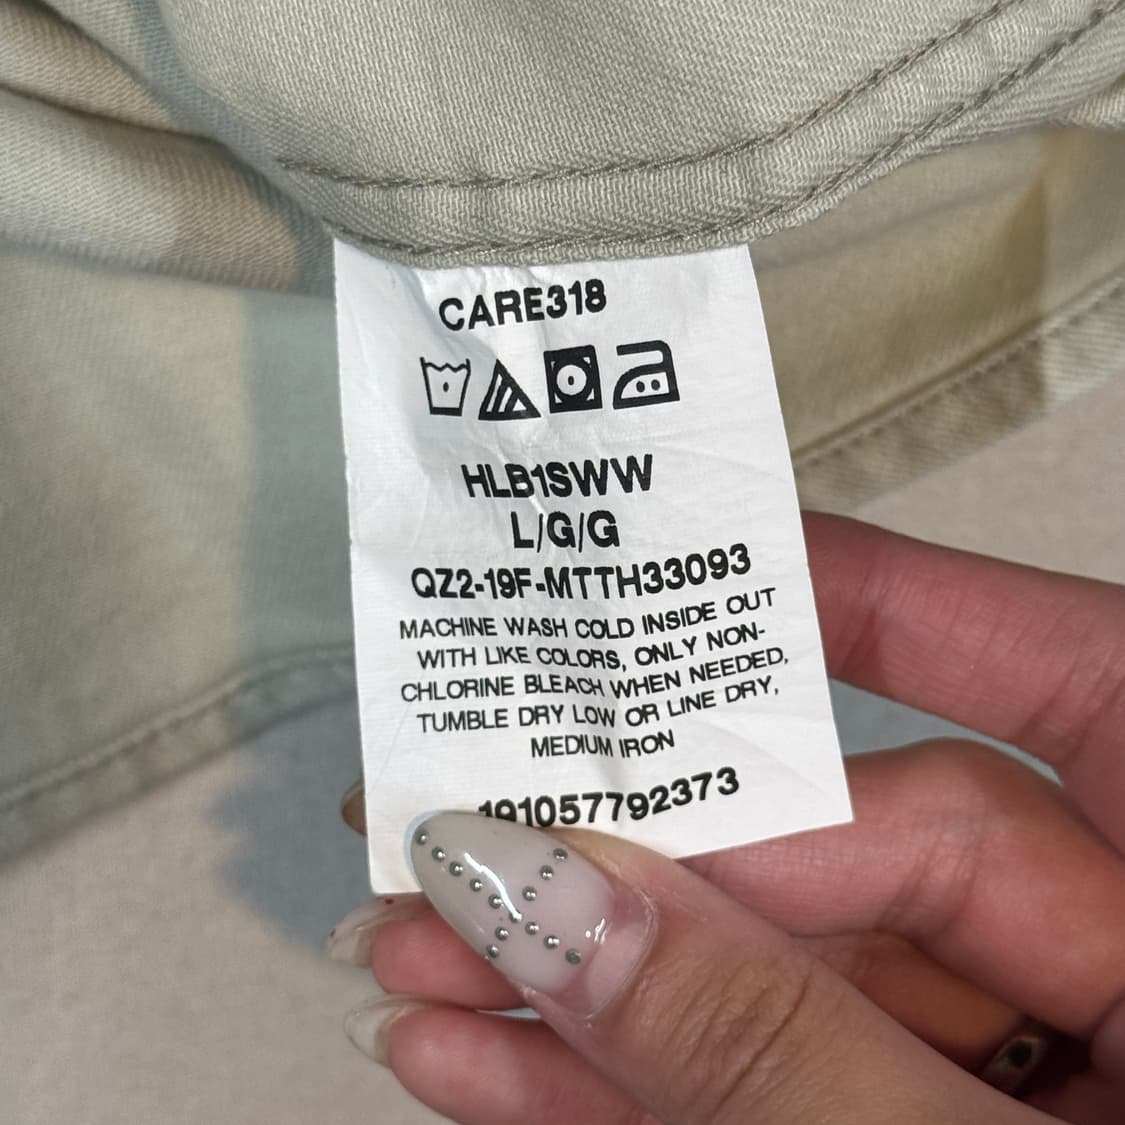 CARE318
HLB1SWW
L/G/G
QZ2-19F-MTTH33093
MACHINE WASH COLD INSIDE OUT
WITH LIKE COLORS, ONLY NON-
CHLORINE BLEACH WHEN NEEDED,
TUMBLE DRY LOW OR LINE DRY,
MEDIUM IRON
191057792373